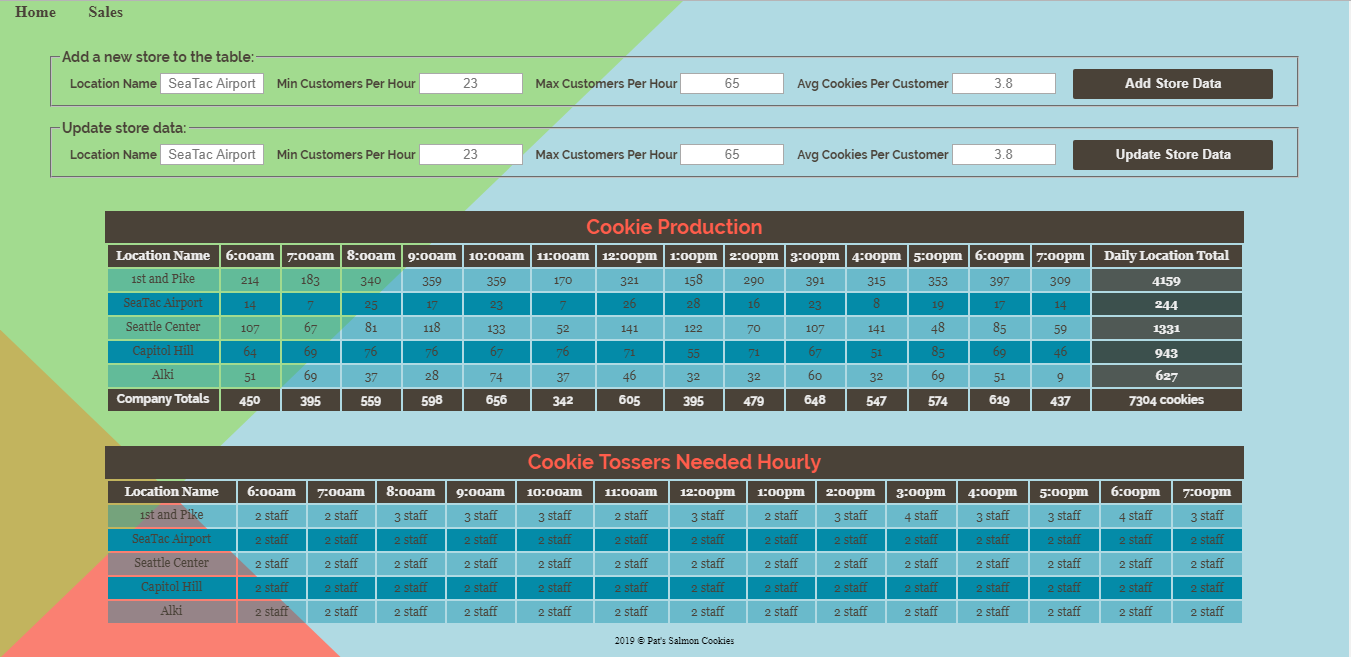 Home Sales
Add a new store to the table:
Location Name SeaTac Airport Min Customers Per Hour 23 Max Customers Per Hour 65 Avg Cookies Per Customer 3.8 Add Store Data
Update store data:
Location Name SeaTac Airport Min Customers Per Hour 23 Max Customers Per Hour 65 Avg Cookies Per Customer 3.8 Update Store Data
Cookie Production
Location Name 6:00am 7:00am 8:00am 9:00am 10:00am 11:00am 12:00pm 1:00pm 2:00pm 3:00pm 4:00pm 5:00pm 6:00pm 7:00pm Daily Location Total
1st and Pike 214 183 340 359 359 170 321 158 290 391 315 353 397 309 4159
SeaTac Airport 14 7 25 17 23 7 26 28 16 23 8 19 17 14 244
Seattle Center 107 67 81 118 133 52 141 122 70 107 141 48 85 59 1331
Capitol Hill 64 69 76 76 67 76 71 55 71 67 51 85 69 46 943
Alki 51 69 37 28 74 37 46 32 32 60 32 69 51 9 627
Company Totals 450 395 559 598 656 342 605 395 479 648 547 574 619 437 7304 cookies
Cookie Tossers Needed Hourly
Location Name 6:00am 7:00am 8:00am 9:00am 10:00am 11:00am 12:00pm 1:00pm 2:00pm 3:00pm 4:00pm 5:00pm 6:00pm 7:00pm
1st and Pike 2 staff 2 staff 3 staff 3 staff 3 staff 2 staff 3 staff 2 staff 3 staff 4 staff 3 staff 3 staff 4 staff 3 staff
SeaTac Airport 2 staff 2 staff 2 staff 2 staff 2 staff 2 staff 2 staff 2 staff 2 staff 2 staff 2 staff 2 staff 2 staff 2 staff
Seattle Center 2 staff 2 staff 2 staff 2 staff 2 staff 2 staff 2 staff 2 staff 2 staff 2 staff 2 staff 2 staff 2 staff 2 staff
Capitol Hill 2 staff 2 staff 2 staff 2 staff 2 staff 2 staff 2 staff 2 staff 2 staff 2 staff 2 staff 2 staff 2 staff 2 staff
Alki 2 staff 2 staff 2 staff 2 staff 2 staff 2 staff 2 staff 2 staff 2 staff 2 staff 2 staff 2 staff 2 staff 2 staff
2019 © Pat's Salmon Cookies